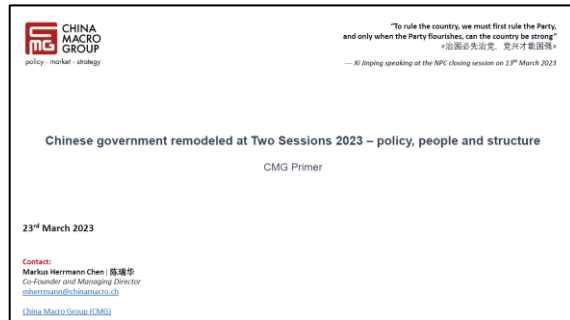 CMG
CHINA
MACRO
GROUP
policy - market - strategy
"To rule the country, we must first rule the Party,
and only when the Party flourishes, can the country be strong"
«治国必先治党，党兴才能国强»
— Xi Jinping speaking at the NPC closing session on 13th March 2023
Chinese government remodeled at Two Sessions 2023 – policy, people and structure
CMG Primer
23rd March 2023
Contact:
Markus Herrmann Chen | 陈瑞华
Co-Founder and Managing Director
mherrmann@chinamacro.ch
China Macro Group (CMG)